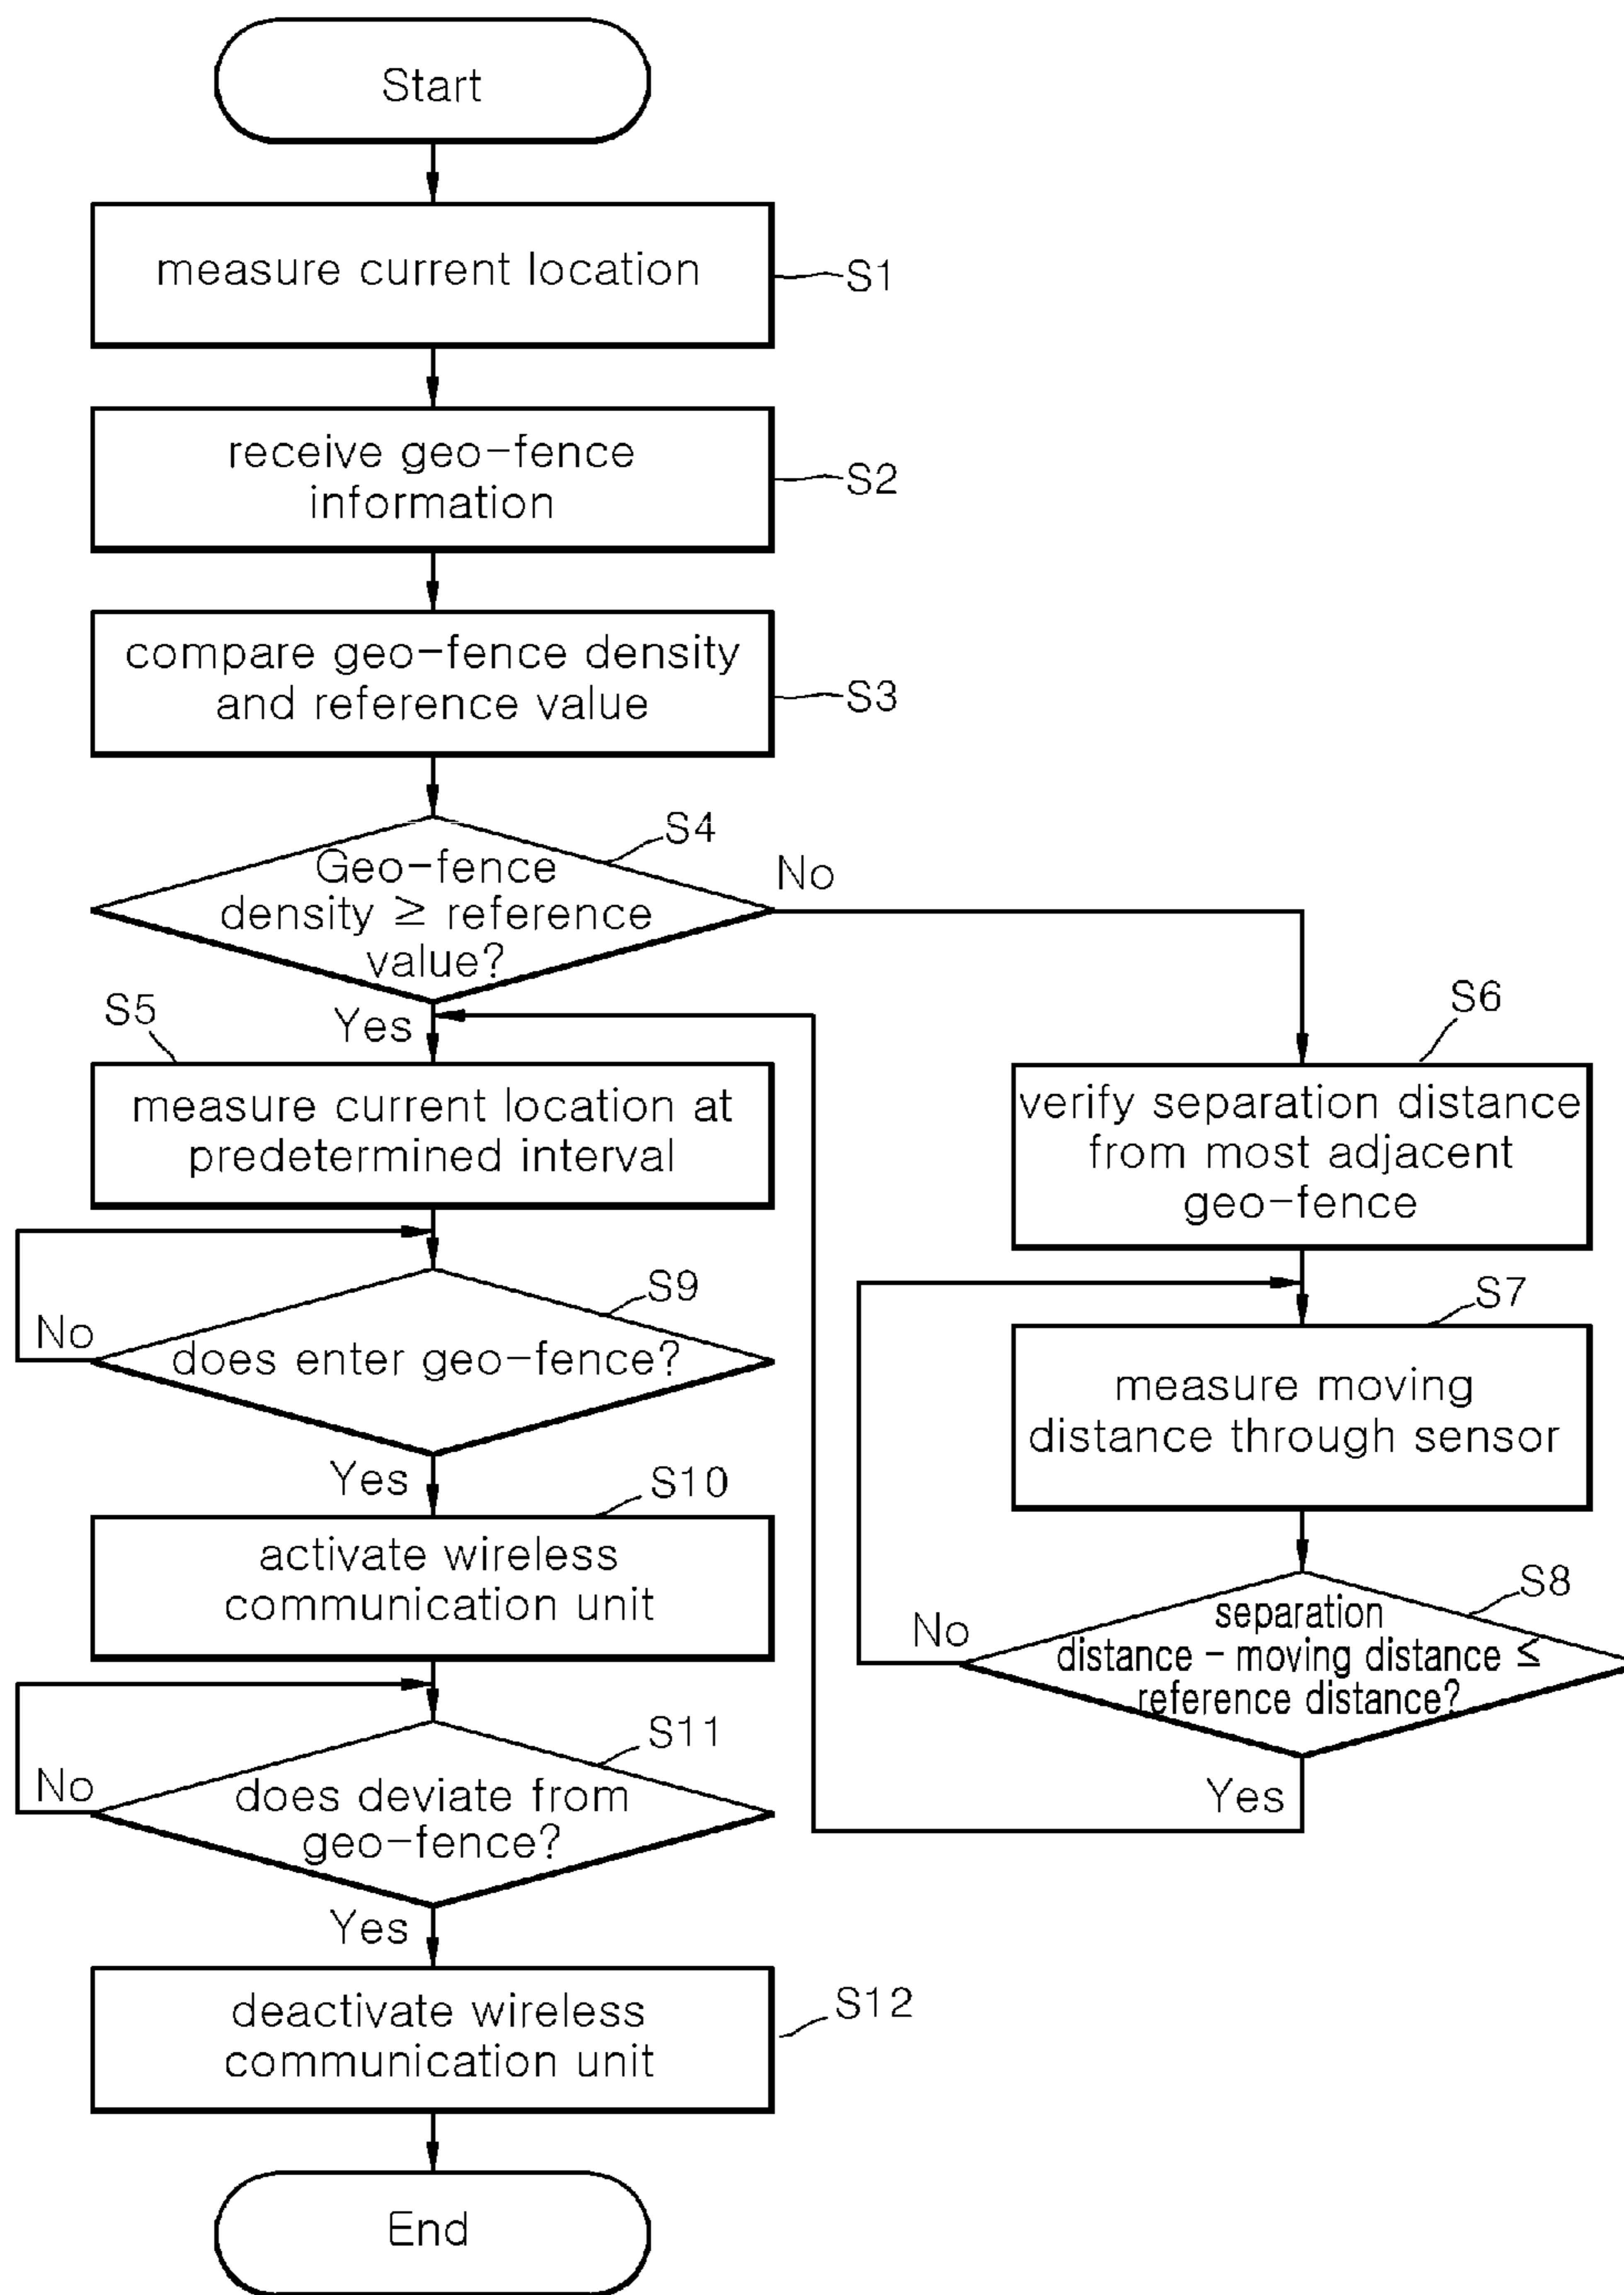 Start
measure current location
S1
receive geo-fence
information
S2
compare geo-fence density
and reference value
S3
S4
Geo-fence
density ≥ reference
value?
No
Yes
S5
measure current location at
predetermined interval
S6
verify separation distance
from most adjacent
geo-fence
S7
measure moving
distance through sensor
S8
separation
distance - moving distance ≤
reference distance?
No
Yes
S9
does enter geo-fence?
No
Yes
S10
activate wireless
communication unit
S11
does deviate from
geo-fence?
No
Yes
deactivate wireless
communication unit
S12
End